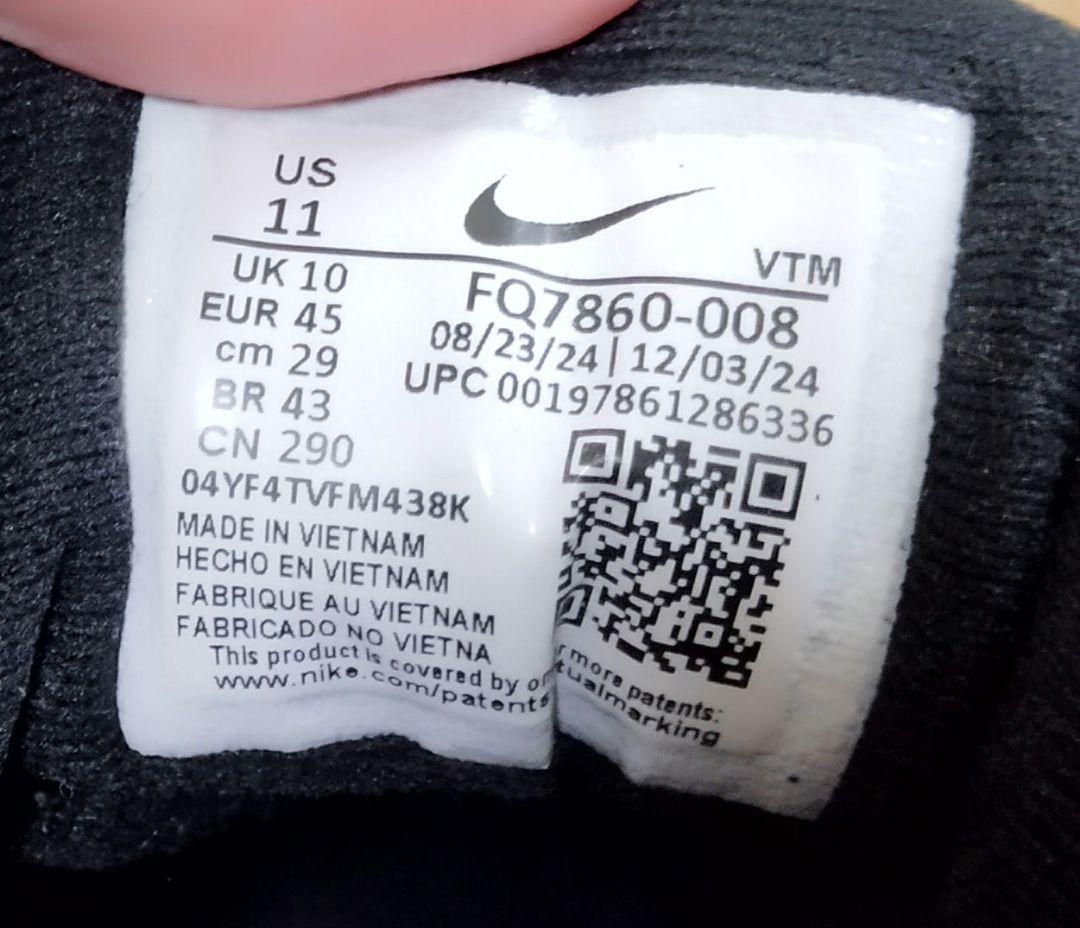 US
11
VTM
UK 10
EUR 45
cm 29
BR 43
CN 290
FQ7860-008
08/23/24 | 12/03/24
UPC 00197861286336
04YF4TVFM438K
MADE IN VIETNAM
HECHO EN VIETNAM
FABRIQUE AU VIETNAM
FABRICADO NO VIETNA
This product is covered by more patents:
www.nike.com/patents